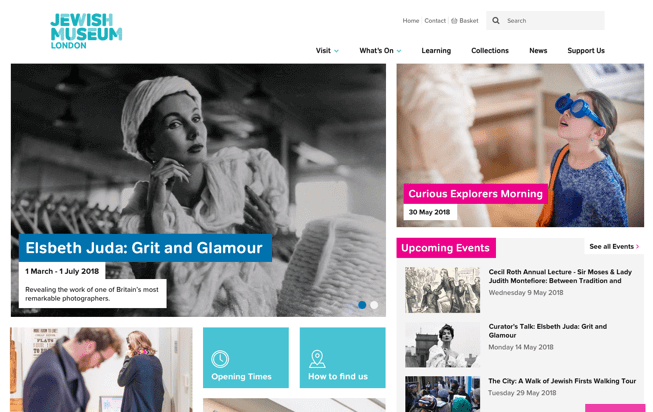 JEWISH
MUSEUM
LONDON
Home
Contact
Basket
Search
Visit
What's On
Learning
Collections
News
Support Us
Elsbeth Juda: Grit and Glamour
1 March - 1 July 2018
Revealing the work of one of Britain's most
remarkable photographers.
Curious Explorers Morning
30 May 2018
Upcoming Events
See all Events
Cecil Roth Annual Lecture - Sir Moses & Lady
Judith Montefiore: Between Tradition and
Wednesday 9 May 2018
Curator's Talk: Elsbeth Juda: Grit and
Glamour
Monday 14 May 2018
The City: A Walk of Jewish Firsts Walking Tour
Tuesday 29 May 2018
Opening Times
How to find us